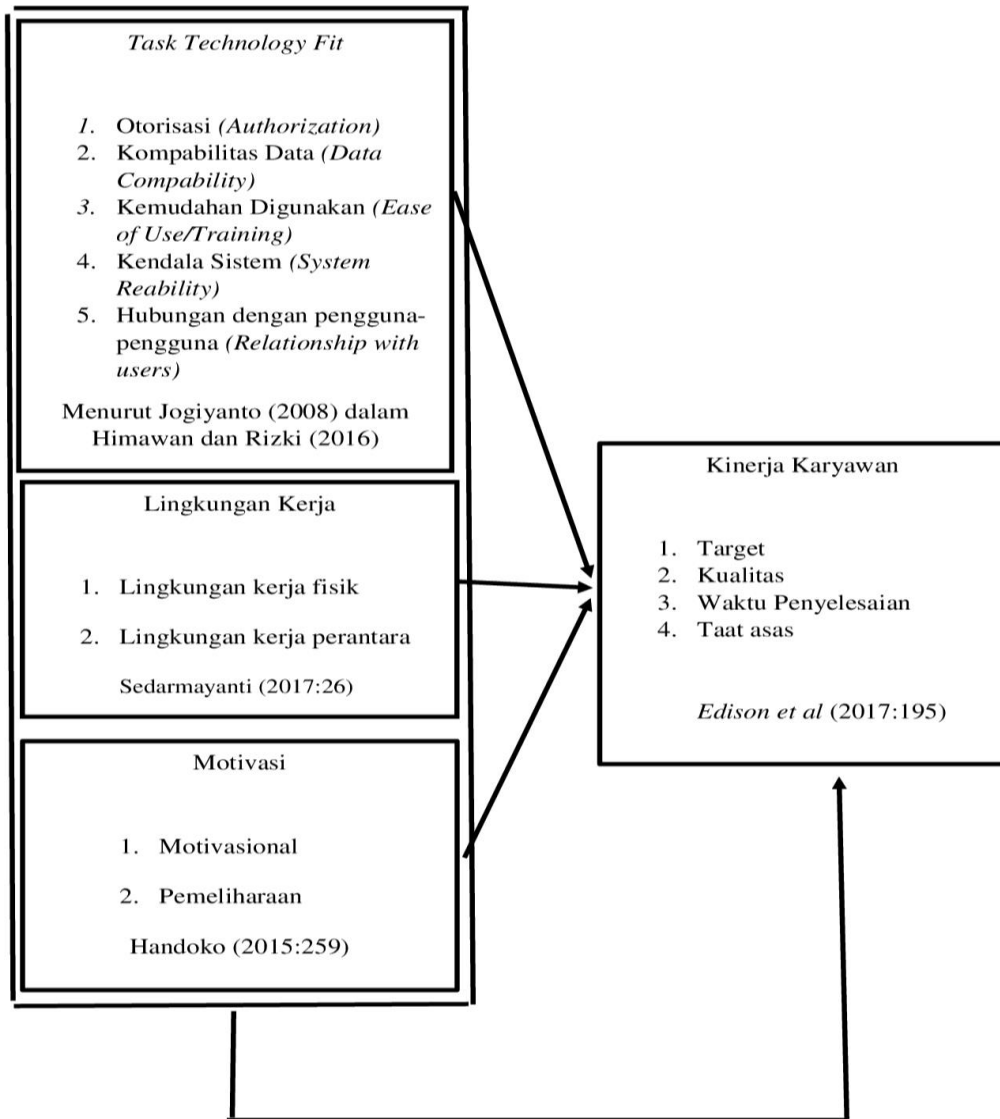 Task Technology Fit
1. Otorisasi (Authorization)
2. Kompabilitas Data (Data
Compability)
3. Kemudahan Digunakan (Ease
of Use/Training)
4. Kendala Sistem (System
Reability)
5. Hubungan dengan pengguna-
pengguna (Relationship with
users)
Menurut Jogiyanto (2008) dalam
Himawan dan Rizki (2016)
Lingkungan Kerja
1. Lingkungan kerja fisik
2. Lingkungan kerja perantara
Sedarmayanti (2017:26)
Motivasi
1. Motivasional
2. Pemeliharaan
Handoko (2015:259)
Kinerja Karyawan
1. Target
2. Kualitas
3. Waktu Penyelesaian
4. Taat asas
Edison et al (2017:195)